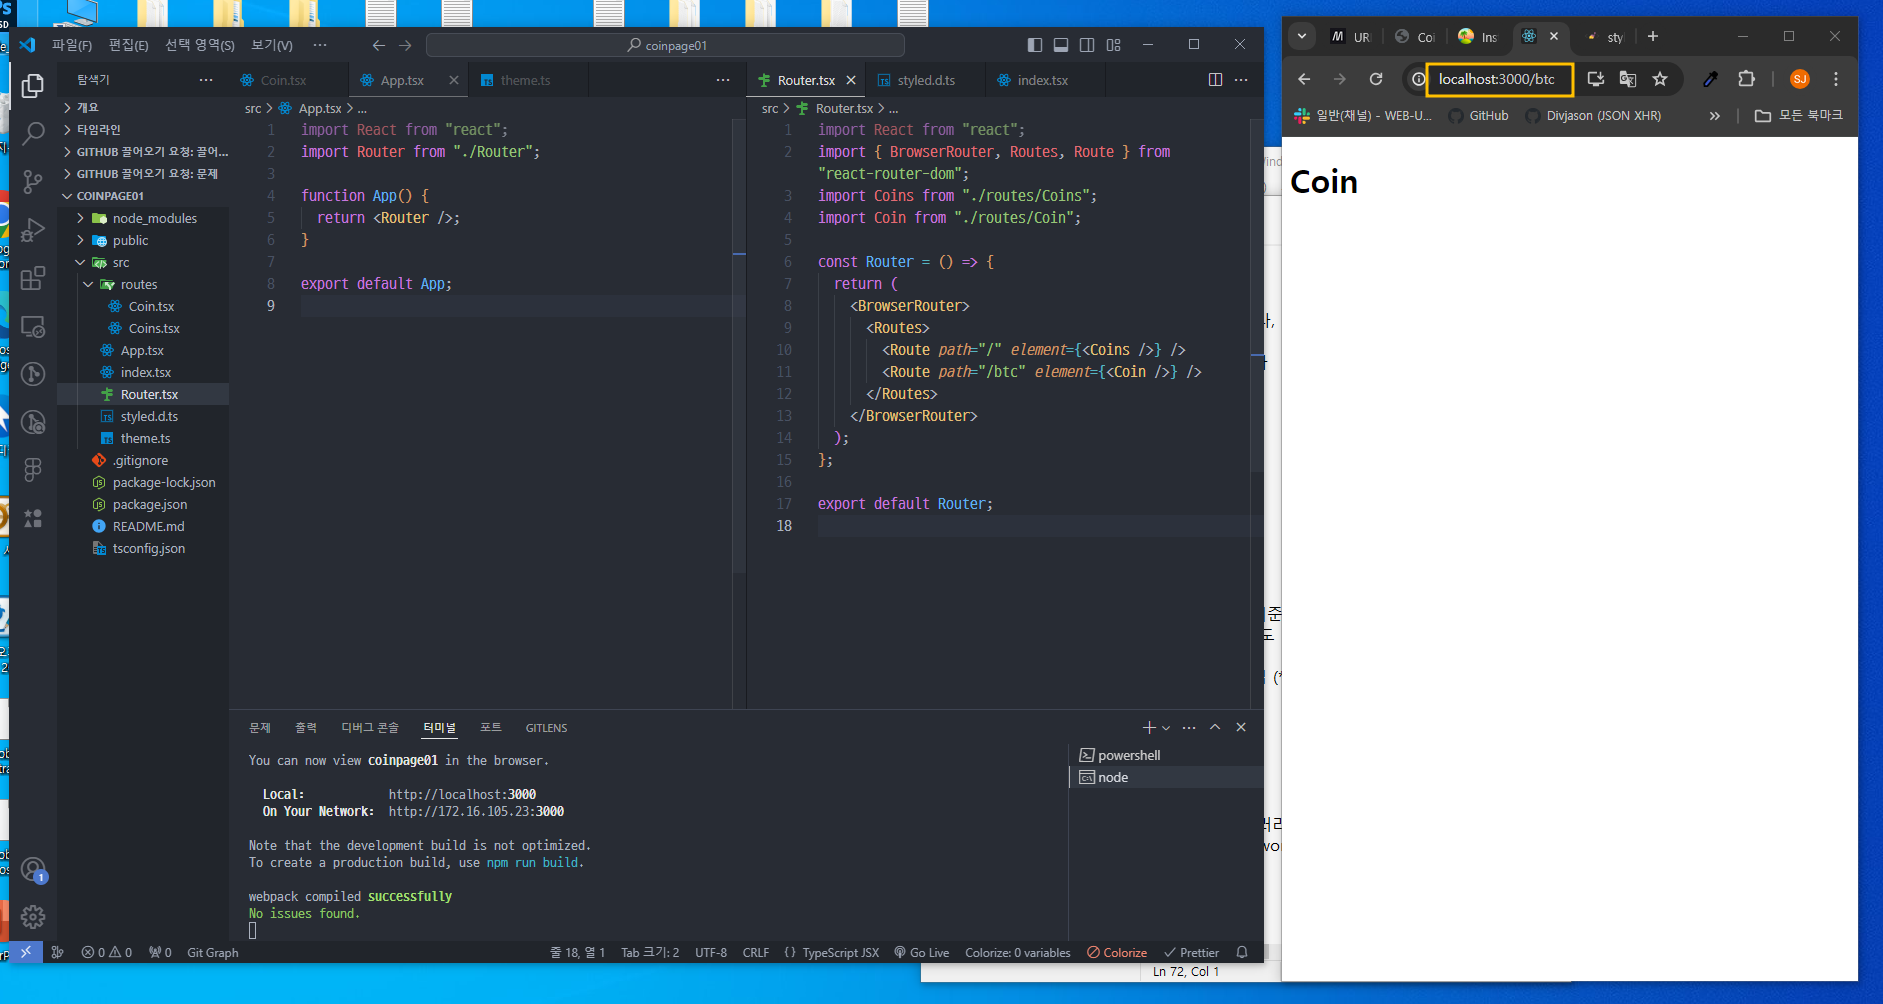 파일(F) 편집(E) 선택 영역(S) 보기(V) ···
coinpage01
탐색기
개요
타임라인
GITHUB 끌어오기 요청: 끌어...
GITHUB 끌어오기 요청: 문제
COINPAGE01
node_modules
public
src
routes
Coin.tsx
Coins.tsx
App.tsx
index.tsx
Router.tsx
styled.d.ts
theme.ts
.gitignore
package-lock.json
package.json
README.md
tsconfig.json
Coin.tsx App.tsx theme.ts
src > App.tsx > ...
1 import React from "react";
2 import Router from "./Router";
3
4 function App() {
5 return <Router />;
6 }
7
8 export default App;
9
Router.tsx styled.d.ts index.tsx
src > Router.tsx > ...
1 import React from "react";
2 import { BrowserRouter, Routes, Route } from
"react-router-dom";
3 import Coins from "./routes/Coins";
4 import Coin from "./routes/Coin";
5
6 const Router = () => {
7 return (
8 <BrowserRouter>
9 <Routes>
10 <Route path="/" element={<Coins />} />
11 <Route path="/btc" element={<Coin />} />
12 </Routes>
13 </BrowserRouter>
14 );
15 };
16
17 export default Router;
18
문제 출력 디버그 콘솔 터미널 포트 GITLENS
You can now view coinpage01 in the browser.
Local: http://localhost:3000
On Your Network: http://172.16.105.23:3000
Note that the development build is not optimized.
To create a production build, use npm run build.
webpack compiled successfully
No issues found.
powershell
node
1
0 0 0 Git Graph 줄 18, 열 1 Tab 크기: 2 UTF-8 CRLF {} TypeScript JSX Go Live Colorize: 0 variables Colorize Prettier
Ln 72, Col 1
UR Coi Ins sty
localhost:3000/btc
SJ
일반(채널) - WEB-U... GitHub Divjason (JSON XHR) » 모든 북마크
Coin